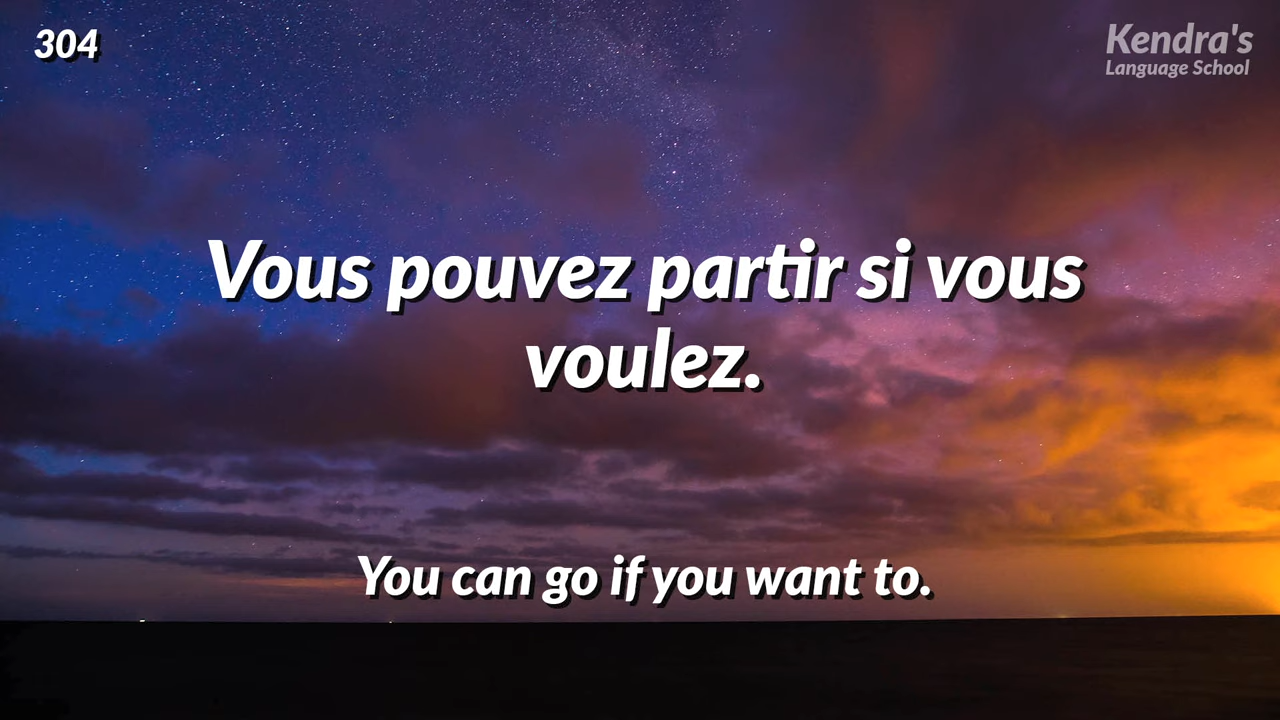 304
Kendra's
Language School
Vous pouvez partir si vous
voulez.
You can go if you want to.